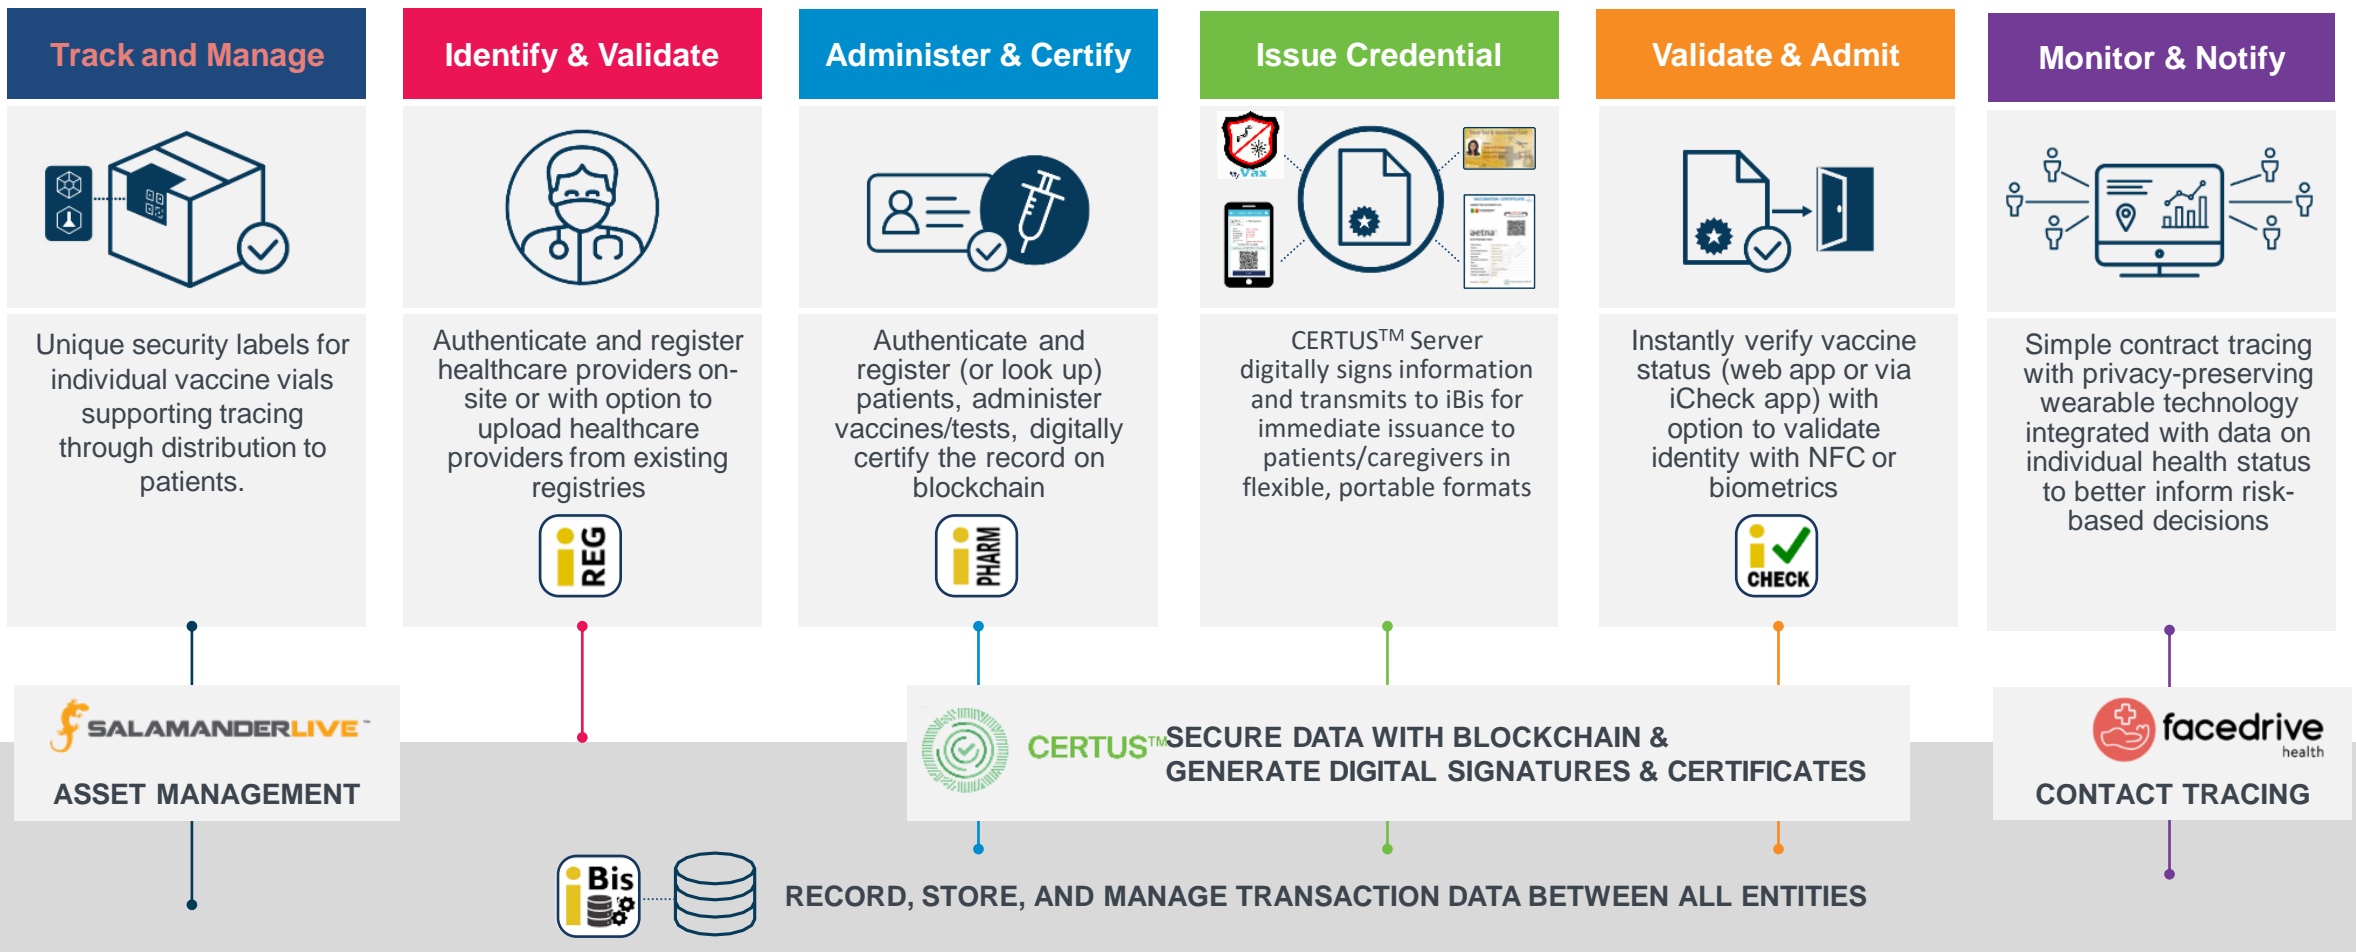 Track and Manage
Identify & Validate
Administer & Certify
Issue Credential
Validate & Admit
Monitor & Notify
Vax
aetna
VACCINATION CERTIFICATE
Unique security labels for
individual vaccine vials
supporting tracing
through distribution to
patients.
Authenticate and register
healthcare providers on-
site or with option to
upload healthcare
providers from existing
registries
i REG
Authenticate and
register (or look up)
patients, administer
vaccines/tests, digitally
certify the record on
blockchain
i PHARM
CERTUS™ Server
digitally signs information
and transmits to iBis for
immediate issuance to
patients/caregivers in
flexible, portable formats
Instantly verify vaccine
status (web app or via
iCheck app) with
option to validate
identity with NFC or
biometrics
i
CHECK
Simple contract tracing
with privacy-preserving
wearable technology
integrated with data on
individual health status
to better inform risk-
based decisions
SALAMANDERLIVE™
ASSET MANAGEMENT
CERTUS™
SECURE DATA WITH BLOCKCHAIN &
GENERATE DIGITAL SIGNATURES & CERTIFICATES
facedrive
health
CONTACT TRACING
i Bis
RECORD, STORE, AND MANAGE TRANSACTION DATA BETWEEN ALL ENTITIES